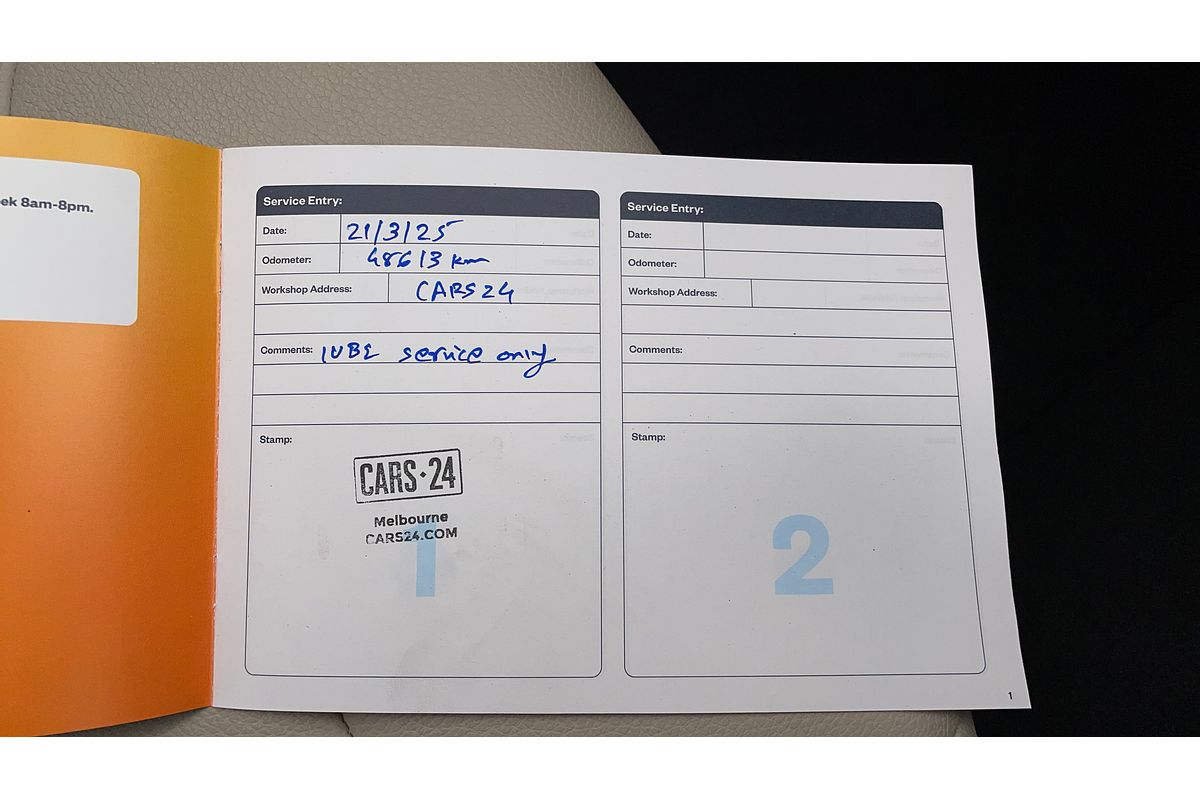 ek 8am-8pm.
Service Entry:
Date: 21/3/25
Odometer: 48613 km
Workshop Address: CARS24
Comments: LUBE service only
Stamp:
CARS·24
Melbourne
CARS24.COM
1
Service Entry:
Date:
Odometer:
Workshop Address:
Comments:
Stamp:
2
1